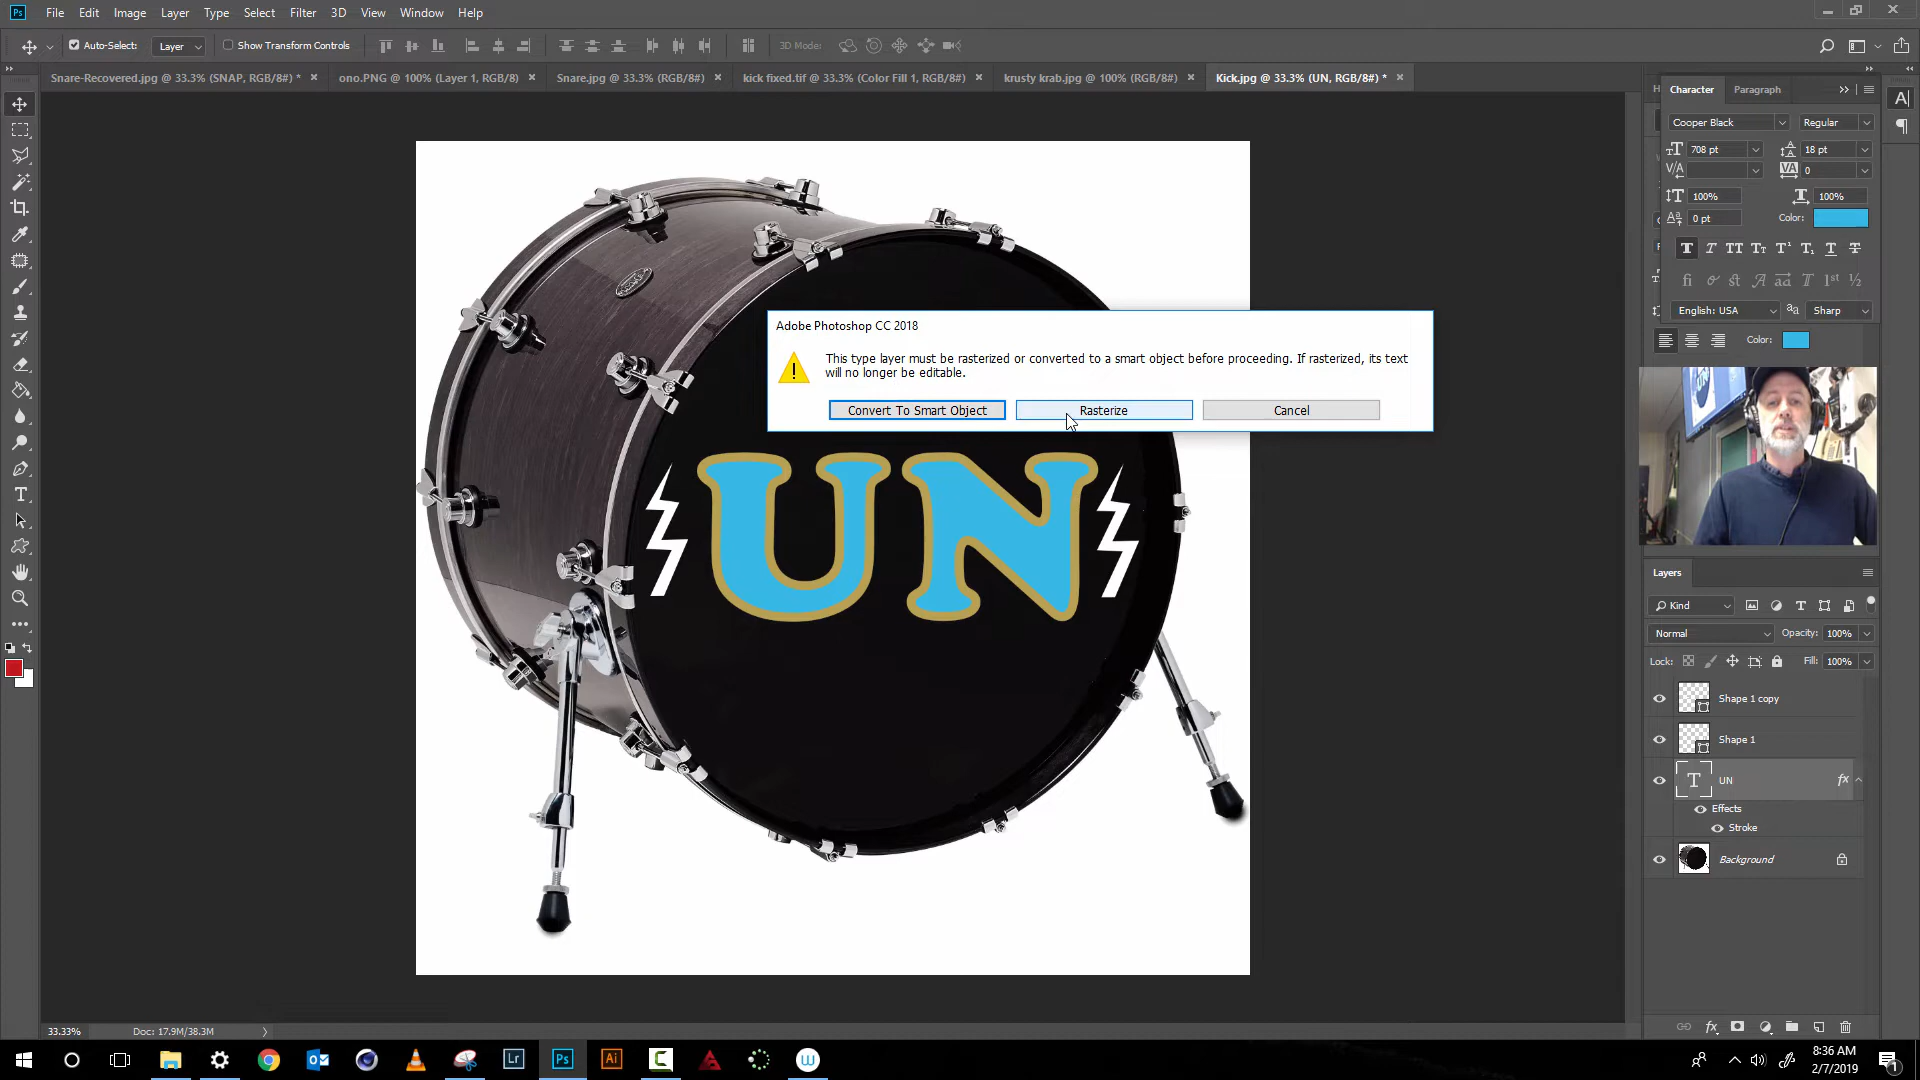 Ps File Edit Image Layer Type Select Filter 3D View Window Help
Auto-Select: Layer Show Transform Controls 3D Mode:
Snare-Recovered.jpg @ 33.3% (SNAP, RGB/8#) * ono.PNG @ 100% (Layer 1, RGB/8) Snare.jpg @ 33.3% (RGB/8#) kick fixed.tif @ 33.3% (Color Fill 1, RGB/8#) krusty krab.jpg @ 100% (RGB/8#) Kick.jpg @ 33.3% (UN, RGB/8#) *
Character Paragraph
Cooper Black Regular
708 pt 18 pt
0
100% 100%
0 pt Color:
English: USA Sharp
Color:
Adobe Photoshop CC 2018
This type layer must be rasterized or converted to a smart object before proceeding. If rasterized, its text
will no longer be editable.
Convert To Smart Object Rasterize Cancel
UN
Layers
Kind
Normal Opacity: 100%
Lock: Fill: 100%
Shape 1 copy
Shape 1
UN fx
Effects
Stroke
Background
33.33% Doc: 17.9M/38.3M
Lr Ps Ai
8:36 AM
2/7/2019